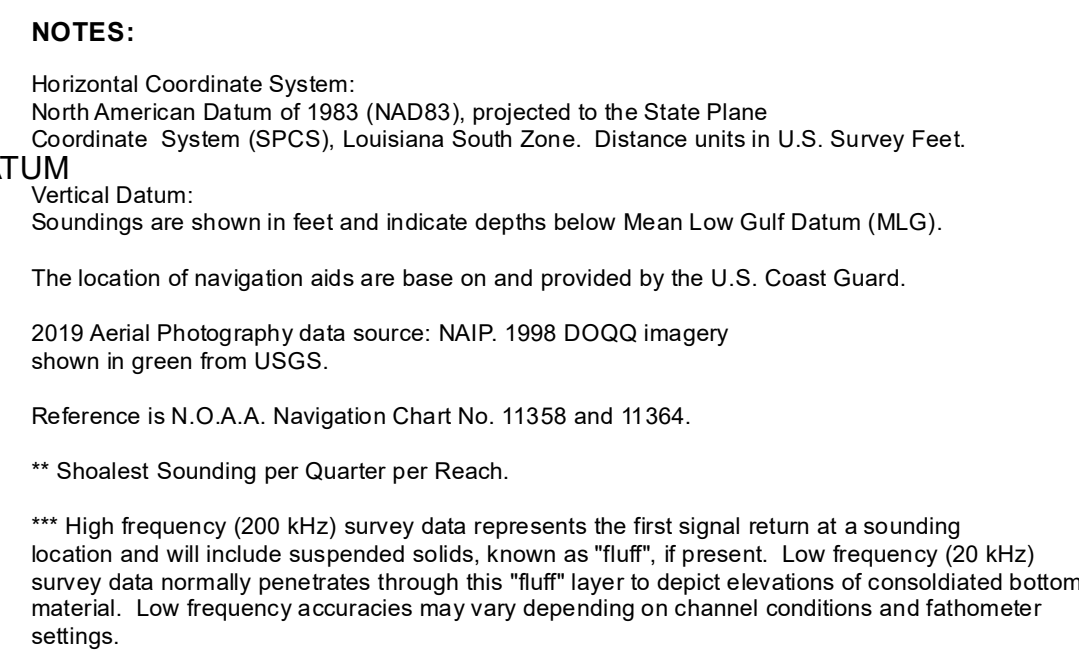 NOTES:
Horizontal Coordinate System:
North American Datum of 1983 (NAD83), projected to the State Plane
Coordinate  System (SPCS), Louisiana South Zone.  Distance units in U.S. Survey Feet.
Vertical Datum:
Soundings are shown in feet and indicate depths below Mean Low Gulf Datum (MLG).
The location of navigation aids are base on and provided by the U.S. Coast Guard.
2019 Aerial Photography data source: NAIP. 1998 DOQQ imagery
shown in green from USGS.
Reference is N.O.A.A. Navigation Chart No. 11358 and 11364.
** Shoalest Sounding per Quarter per Reach.
*** High frequency (200 kHz) survey data represents the first signal return at a sounding
location and will include suspended solids, known as "fluff", if present.  Low frequency (20 kHz)
survey data normally penetrates through this "fluff" layer to depict elevations of consoldiated bottom
material.  Low frequency accuracies may vary depending on channel conditions and fathometer
settings.